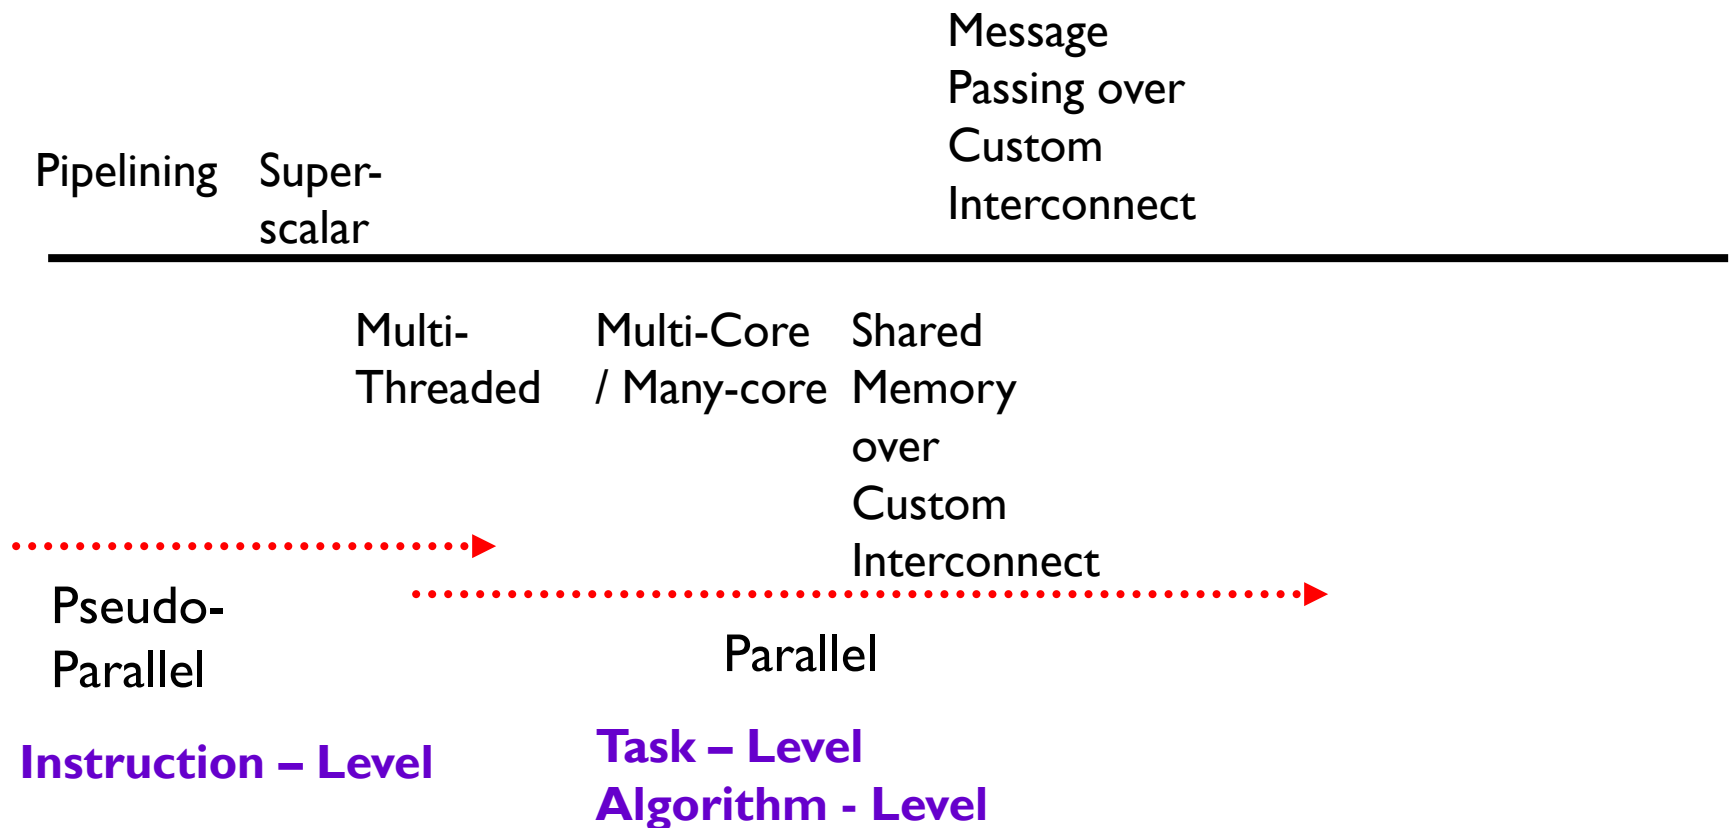 Message
Passing over
Custom
Interconnect
Pipelining
Super-
scalar
Multi-
Threaded
Multi-Core
/ Many-core
Shared
Memory
over
Custom
Interconnect
Pseudo-
Parallel
Parallel
Instruction – Level
Task – Level
Algorithm - Level